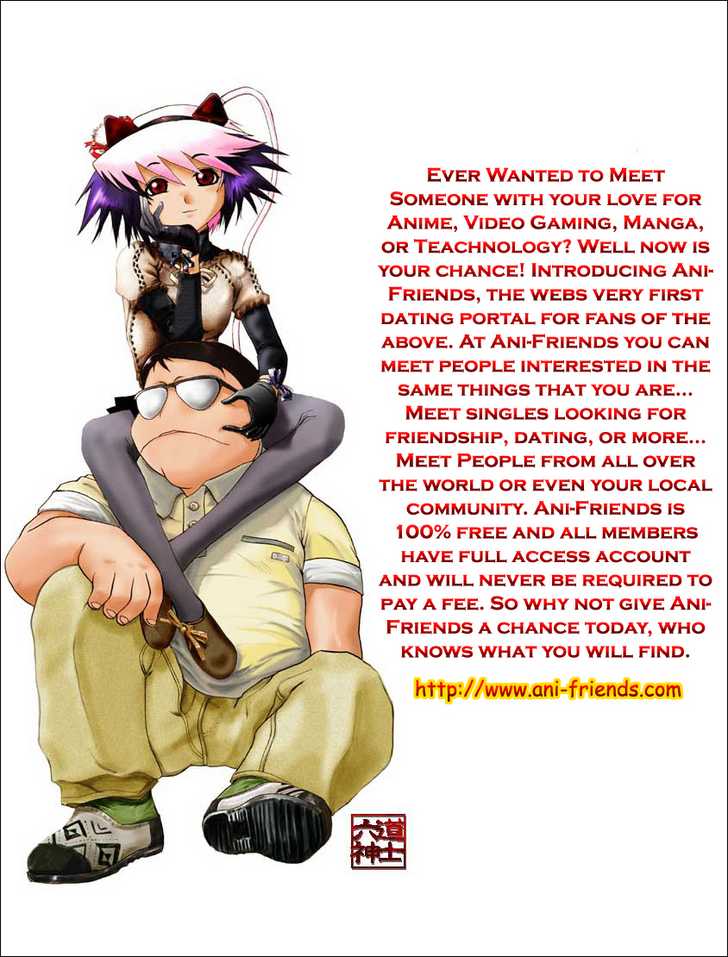 Ever Wanted to Meet
Someone with your love for
Anime, Video Gaming, Manga,
or Teachnology? Well now is
your chance! Introducing Ani-
Friends, the webs very first
dating portal for fans of the
above. At Ani-Friends you can
meet people interested in the
same things that you are...
Meet singles looking for
friendship, dating, or more...
Meet People from all over
the world or even your local
community. Ani-Friends is
100% free and all members
have full access account
and will never be required to
pay a fee. So why not give Ani-
Friends a chance today, who
knows what you will find.
http://www.ani-friends.com
六道
神士